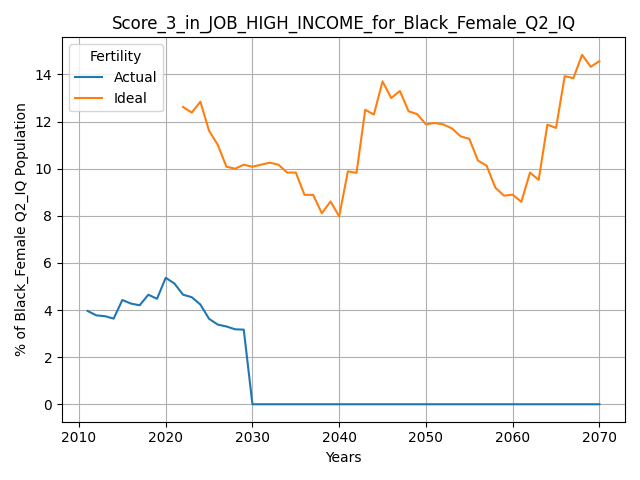 Score_3_in_JOB_HIGH_INCOME_for_Black_Female_Q2_IQ
Fertility
Actual
Ideal
% of Black_Female Q2_IQ Population
14
12
10
8
6
4
2
0
2010 2020 2030 2040 2050 2060 2070
Years